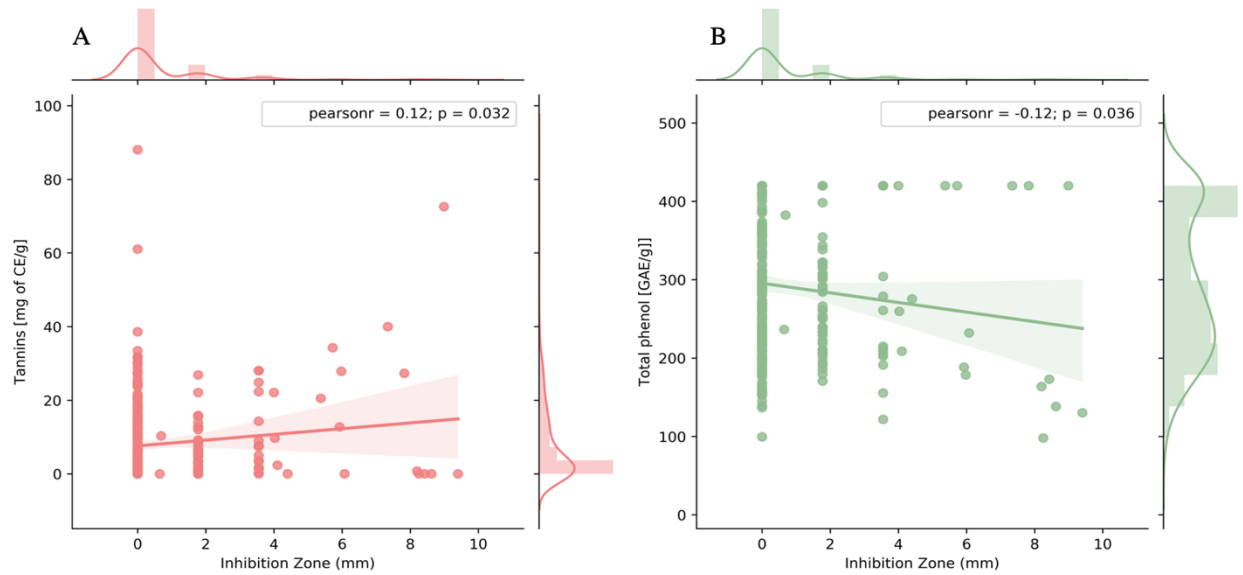 A
pearsonr = 0.12; p = 0.032
Tannins [mg of CE/g]
100
80
60
40
20
0
0 2 4 6 8 10
Inhibition Zone (mm)
B
pearsonr = -0.12; p = 0.036
Total phenol [GAE/g]]
500
400
300
200
100
0
0 2 4 6 8 10
Inhibition Zone (mm)